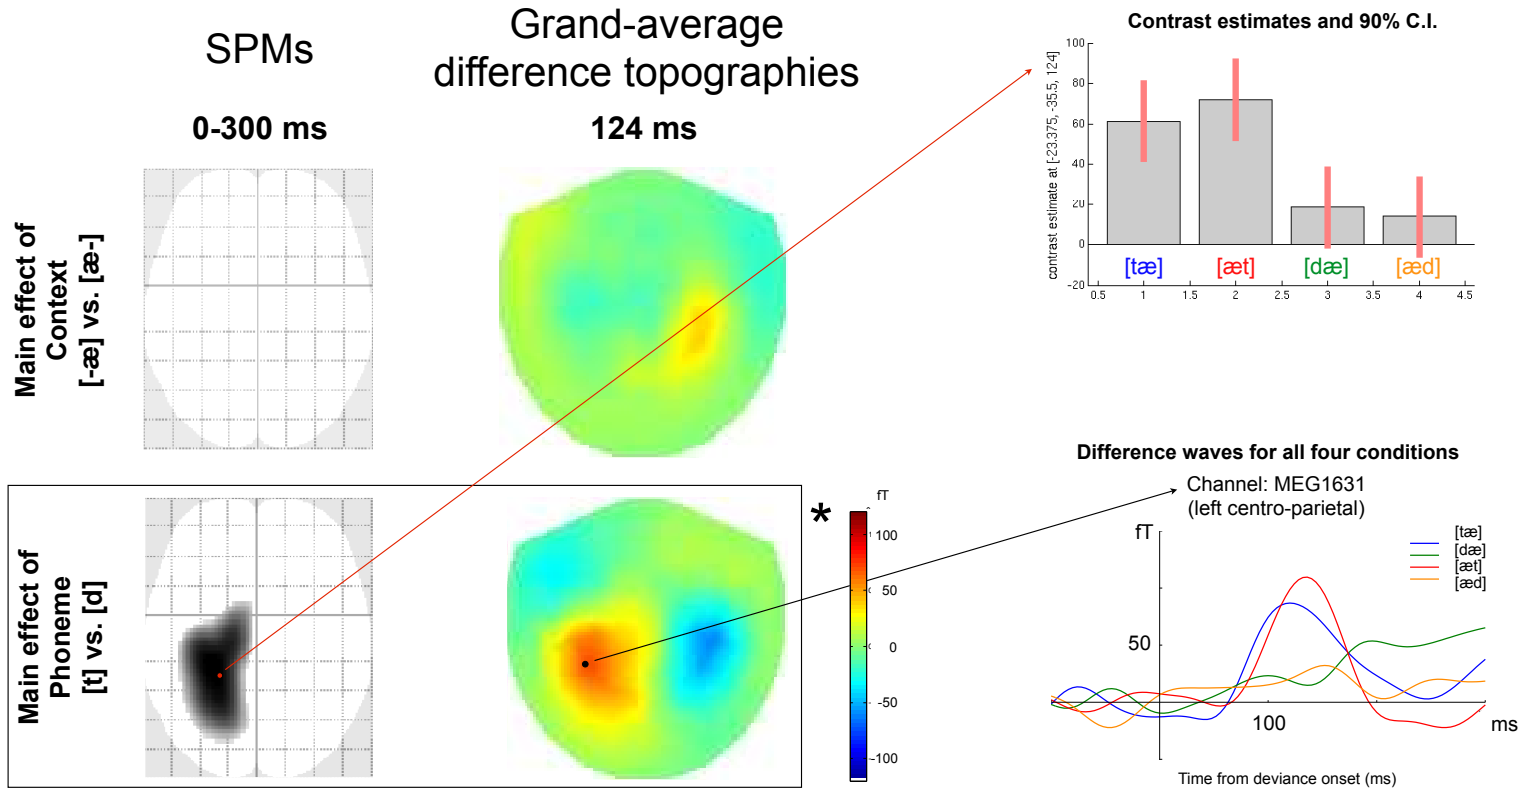 SPMs
0-300 ms
Grand-average
difference topographies
124 ms
Main effect of
Context
[-æ] vs. [æ-]
Main effect of
Phoneme
[t] vs. [d]
*
fT
100
50
0
−50
−100
Contrast estimates and 90% C.I.
contrast estimate at [-23.375, -35.5, 124]
100
80
60
40
20
0
-20
[tæ] [æt] [dæ] [æd]
0.5 1 1.5 2 2.5 3 3.5 4 4.5
Difference waves for all four conditions
Channel: MEG1631
(left centro-parietal)
fT
[tæ]
[dæ]
[æt]
[æd]
50
100
ms
Time from deviance onset (ms)